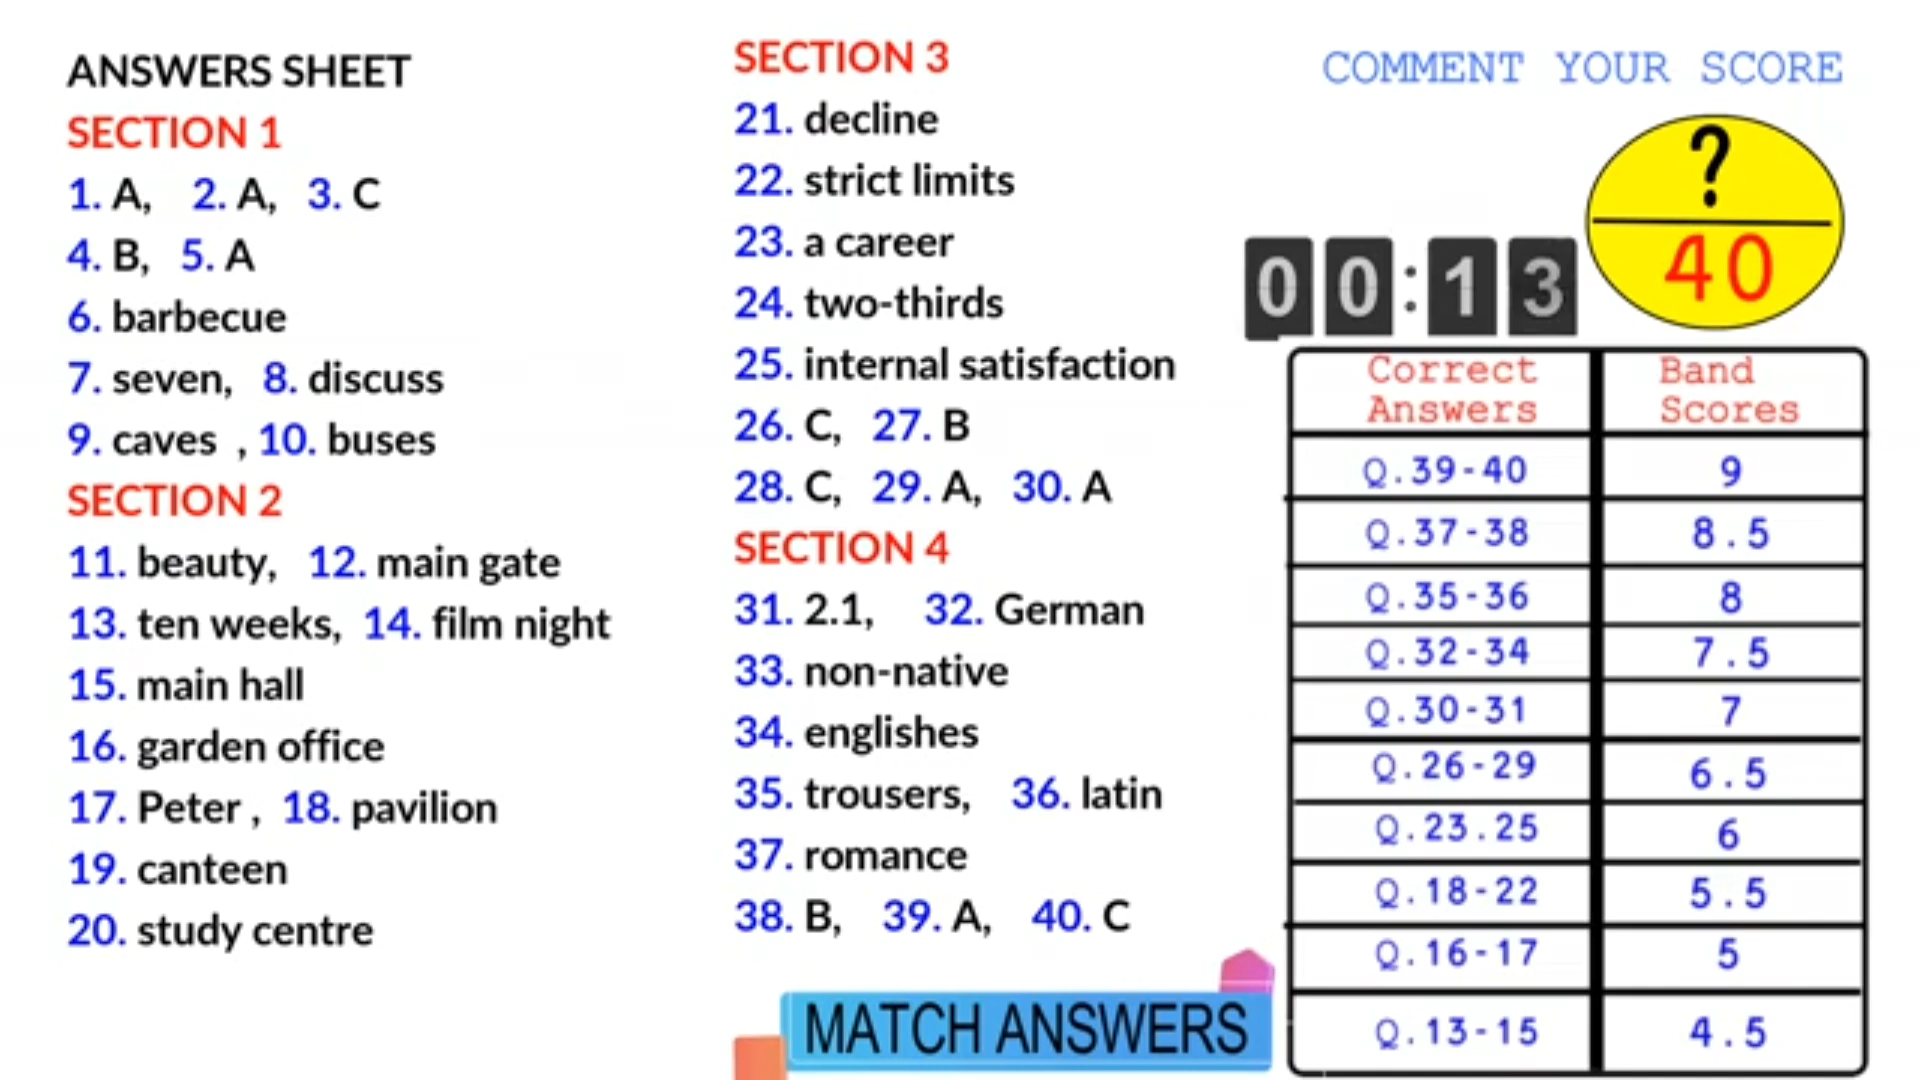 ANSWERS SHEET
SECTION 1
1. A, 2. A, 3. C
4. B, 5. A
6. barbecue
7. seven, 8. discuss
9. caves , 10. buses
SECTION 2
11. beauty, 12. main gate
13. ten weeks, 14. film night
15. main hall
16. garden office
17. Peter , 18. pavilion
19. canteen
20. study centre
SECTION 3
21. decline
22. strict limits
23. a career
24. two-thirds
25. internal satisfaction
26. C, 27. B
28. C, 29. A, 30. A
SECTION 4
31. 2.1, 32. German
33. non-native
34. englishes
35. trousers, 36. latin
37. romance
38. B, 39. A, 40. C
MATCH ANSWERS
COMMENT YOUR SCORE
?
40
00:13
Correct Answers Band Scores
Q.39-40 9
Q.37-38 8.5
Q.35-36 8
Q.32-34 7.5
Q.30-31 7
Q.26-29 6.5
Q.23.25 6
Q.18-22 5.5
Q.16-17 5
Q.13-15 4.5